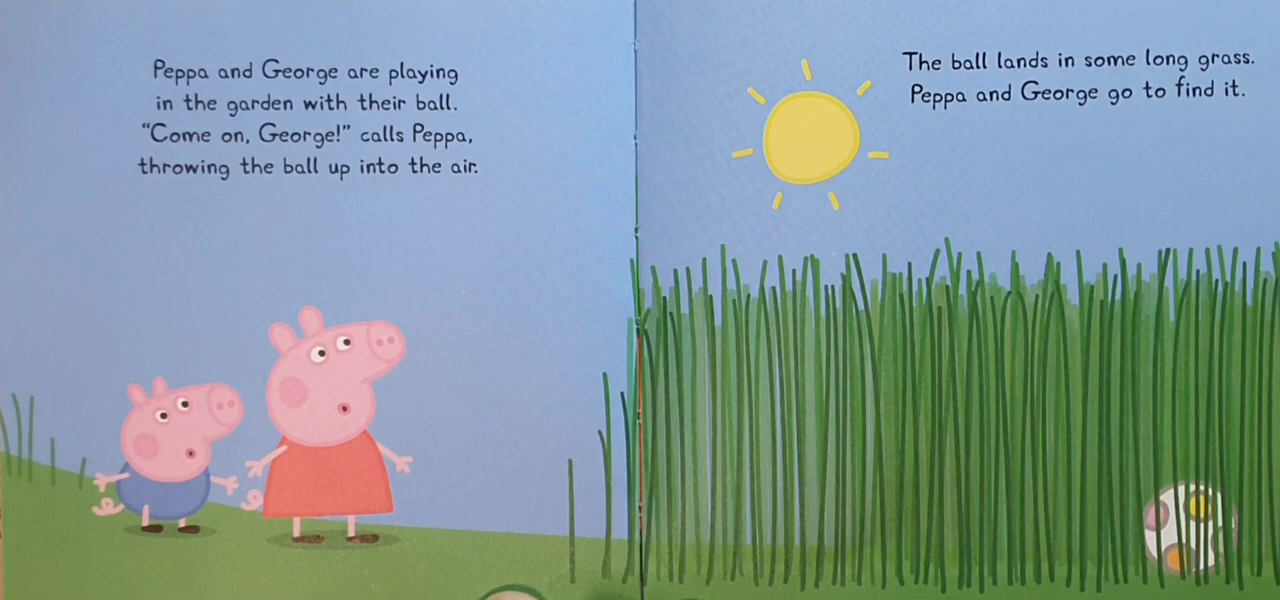 Peppa and George are playing
in the garden with their ball.
“Come on, George!” calls Peppa,
throwing the ball up into the air.
The ball lands in some long grass.
Peppa and George go to find it.